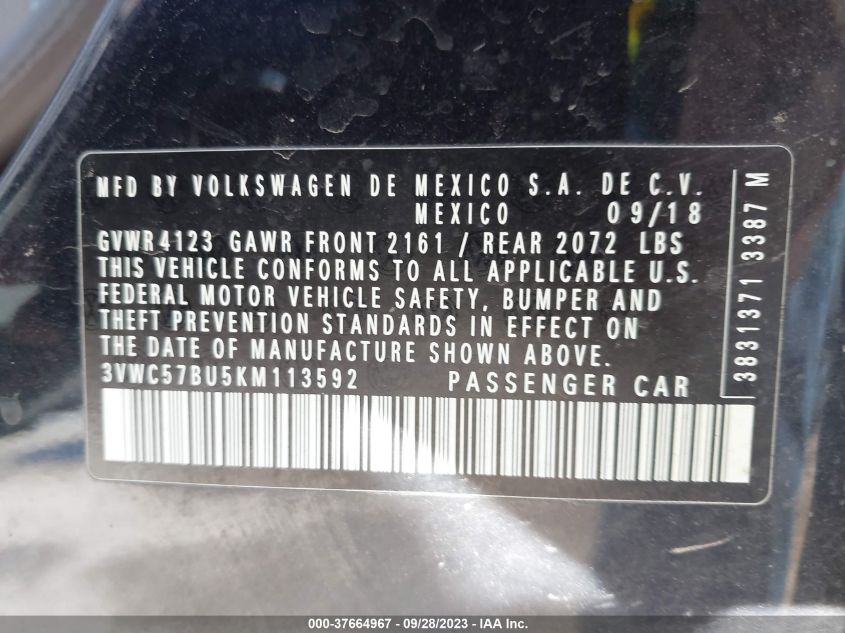 MFD BY VOLKSWAGEN DE MEXICO S.A. DE C.V.
MEXICO 09/18
GVWR 4123 GAWR FRONT 2161 / REAR 2072 LBS
THIS VEHICLE CONFORMS TO ALL APPLICABLE U.S.
FEDERAL MOTOR VEHICLE SAFETY, BUMPER AND
THEFT PREVENTION STANDARDS IN EFFECT ON
THE DATE OF MANUFACTURE SHOWN ABOVE.
3VWC57BU5KM113592 PASSENGER CAR
3831371 3387 M
000-37664967 - 09/28/2023 - IAA Inc.